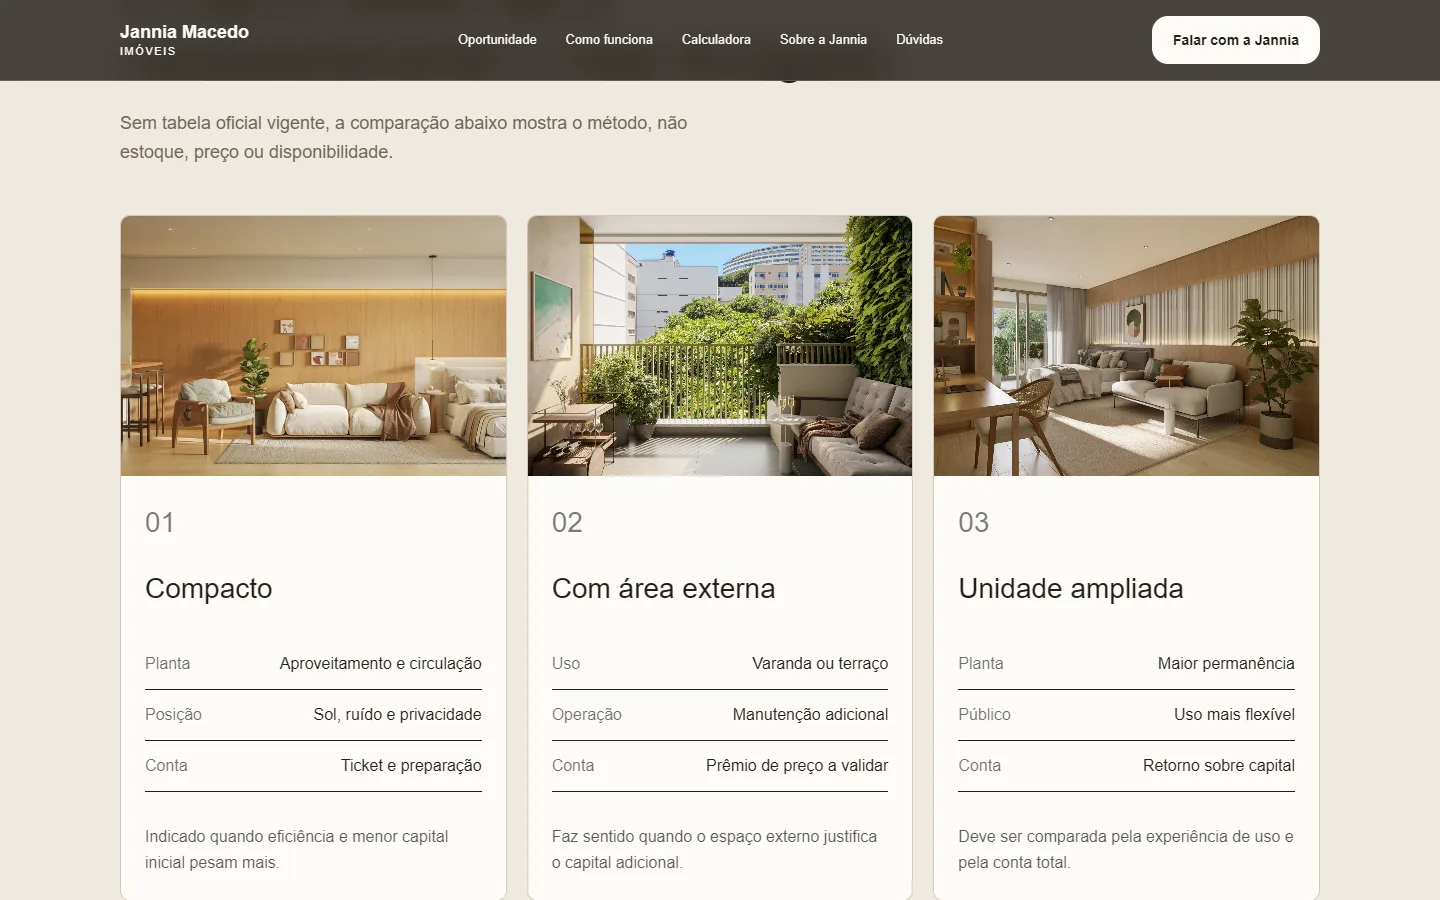 Jannia Macedo
IMÓVEIS
Oportunidade
Como funciona
Calculadora
Sobre a Jannia
Dúvidas
Falar com a Jannia
Sem tabela oficial vigente, a comparação abaixo mostra o método, não
estoque, preço ou disponibilidade.
01
Compacto
Planta Aproveitamento e circulação
Posição Sol, ruído e privacidade
Conta Ticket e preparação
Indicado quando eficiência e menor capital
inicial pesam mais.
02
Com área externa
Uso Varanda ou terraço
Operação Manutenção adicional
Conta Prêmio de preço a validar
Faz sentido quando o espaço externo justifica
o capital adicional.
03
Unidade ampliada
Planta Maior permanência
Público Uso mais flexível
Conta Retorno sobre capital
Deve ser comparada pela experiência de uso e
pela conta total.